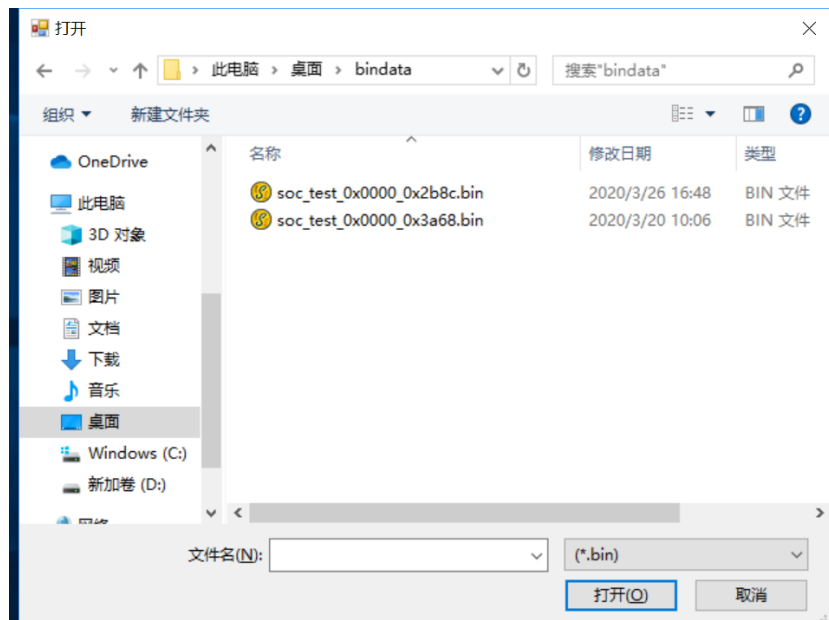 打开
此电脑 桌面 bindata 搜索"bindata"
组织 新建文件夹
名称 修改日期 类型
OneDrive
此电脑
3D 对象
视频
图片
文档
下载
音乐
桌面
Windows (C:)
新加卷 (D:)
soc_test_0x0000_0x2b8c.bin 2020/3/26 16:48 BIN 文件
soc_test_0x0000_0x3a68.bin 2020/3/20 10:06 BIN 文件
文件名(N): (*.bin)
打开(O) 取消